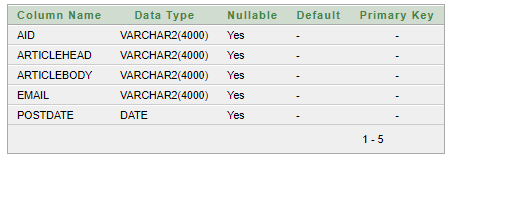 Column Name Data Type Nullable Default Primary Key
AID VARCHAR2(4000) Yes - -
ARTICLEHEAD VARCHAR2(4000) Yes - -
ARTICLEBODY VARCHAR2(4000) Yes - -
EMAIL VARCHAR2(4000) Yes - -
POSTDATE DATE Yes - -
1 - 5